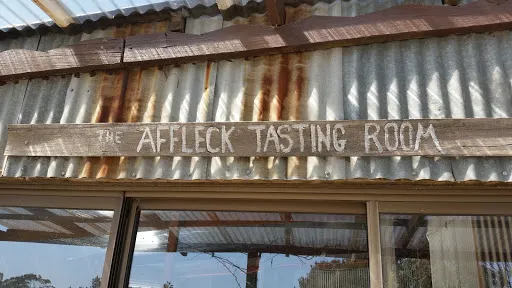 THE AFFLECK TASTING ROOM